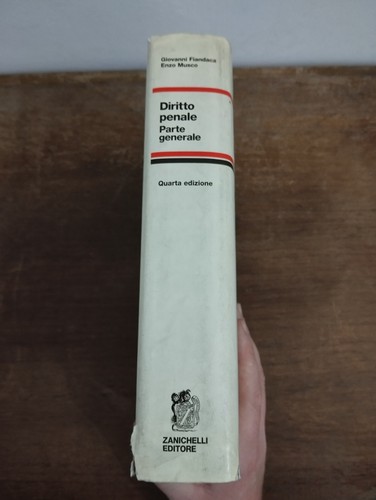 Giovanni Fiandaca
Enzo Musco
Diritto
penale
Parte
generale
Quarta edizione
ZANICHELLI
EDITORE